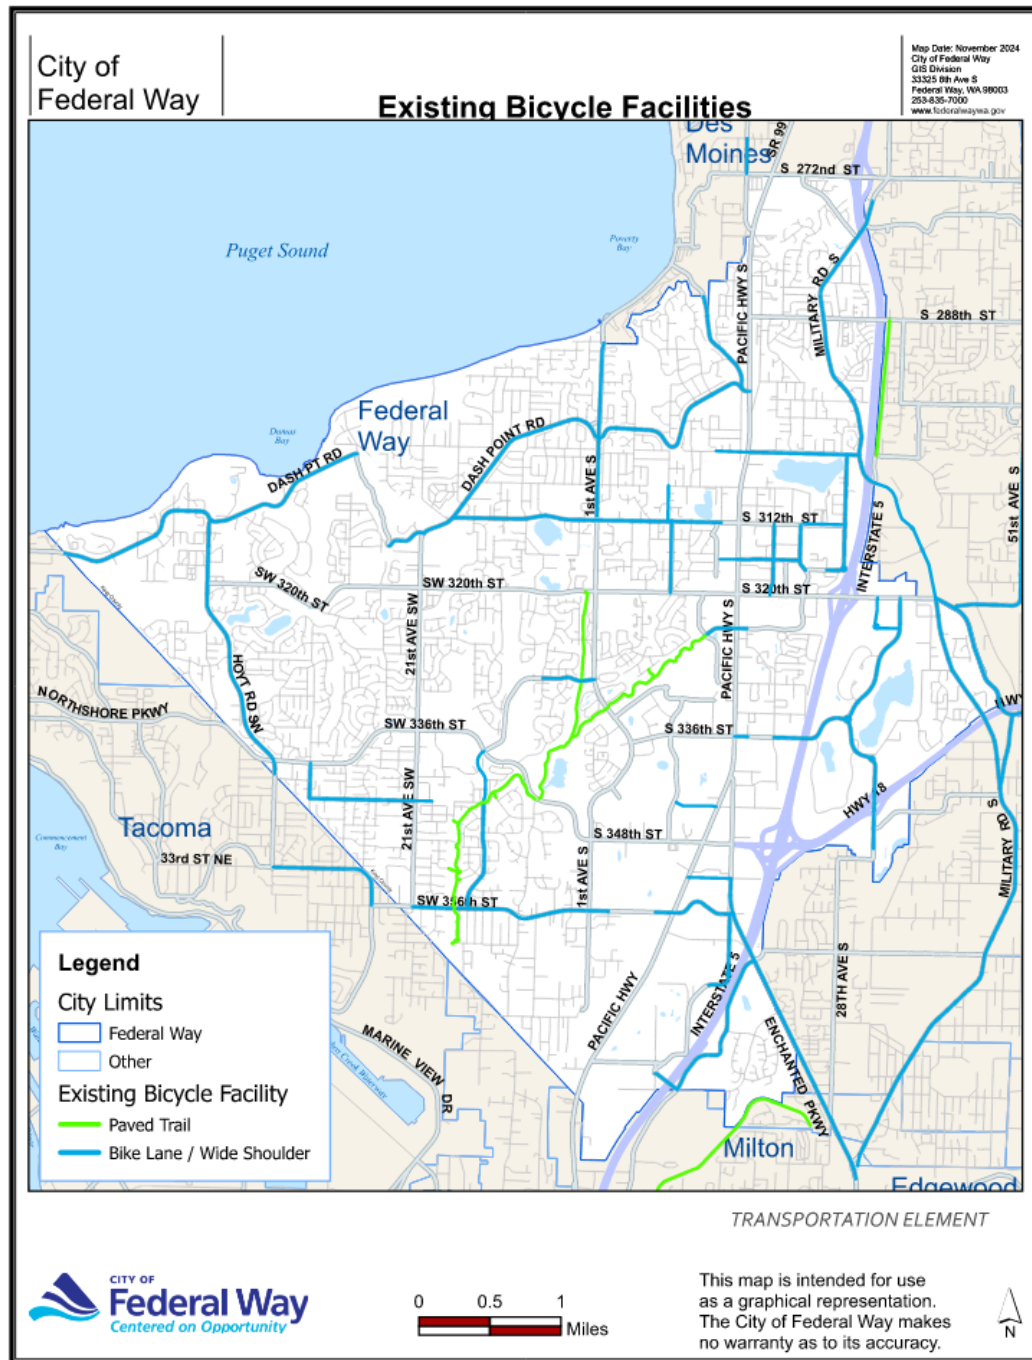 City of
Federal Way
Existing Bicycle Facilities
Map Date: November 2024
City of Federal Way
GIS Division
33325 8th Ave S
Federal Way, WA 98003
253-835-7000
www.federalwaywa.gov
Des
Moines
SR 99
S 272nd ST
Puget Sound
Poverty
Bay
PACIFIC HWY S
MILITARY RD S
S 288th ST
Federal
Way
Dumas
Bay
DASH PT RD
DASH POINT RD
1st AVE S
S 312th ST
INTERSTATE 5
51st AVE S
SW 320th ST
SW 320th ST
S 320th ST
21st AVE SW
PACIFIC HWY S
HOYT RD SW
NORTHSHORE PKWY
SW 336th ST
S 336th ST
HWY
HWY 18
21st AVE SW
Tacoma
Commencement
Bay
33rd ST NE
S 348th ST
1st AVE S
MILITARY RD S
SW 356th ST
28TH AVE S
PACIFIC HWY
INTERSTATE 5
ENCHANTED PKWY
MARINE VIEW DR
Milton
Edgewood
Legend
City Limits
Federal Way
Other
Existing Bicycle Facility
Paved Trail
Bike Lane / Wide Shoulder
TRANSPORTATION ELEMENT
CITY OF
Federal Way
Centered on Opportunity
0 0.5 1
Miles
This map is intended for use
as a graphical representation.
The City of Federal Way makes
no warranty as to its accuracy.
N